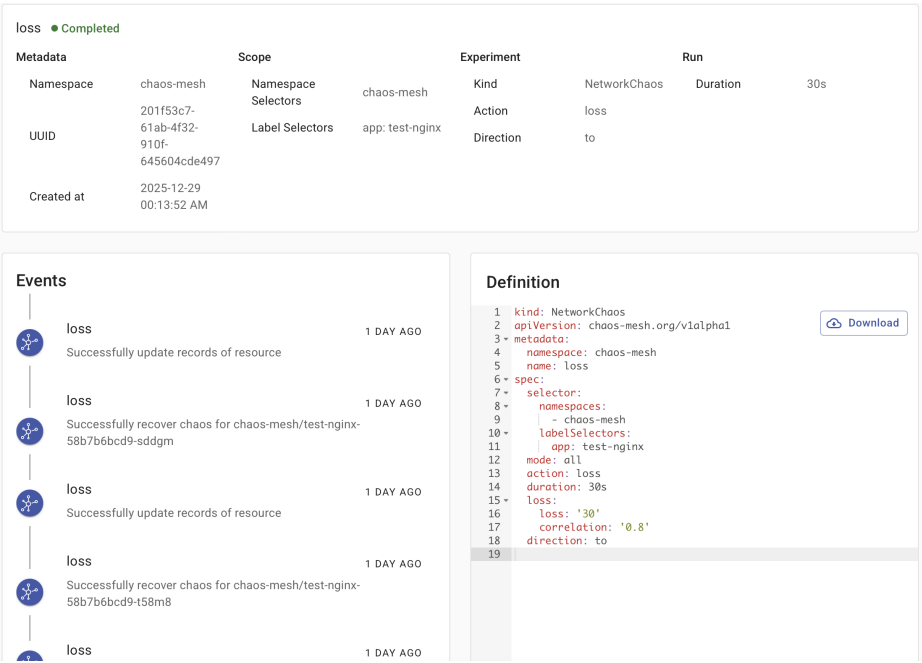 loss ● Completed
Metadata
Namespace chaos-mesh
UUID 201f53c7-
61ab-4f32-
910f-
645604cde497
Created at 2025-12-29
00:13:52 AM
Scope
Namespace
Selectors chaos-mesh
Label Selectors app: test-nginx
Experiment
Kind NetworkChaos
Action loss
Direction to
Run
Duration 30s
Events
loss 1 DAY AGO
Successfully update records of resource
loss 1 DAY AGO
Successfully recover chaos for chaos-mesh/test-nginx-
58b7b6bcd9-sddgm
loss 1 DAY AGO
Successfully update records of resource
loss 1 DAY AGO
Successfully recover chaos for chaos-mesh/test-nginx-
58b7b6bcd9-t58m8
loss 1 DAY AGO
Definition
Download
1 kind: NetworkChaos
2 apiVersion: chaos-mesh.org/v1alpha1
3 metadata:
4   namespace: chaos-mesh
5   name: loss
6 spec:
7   selector:
8     namespaces:
9       - chaos-mesh
10     labelSelectors:
11       app: test-nginx
12   mode: all
13   action: loss
14   duration: 30s
15   loss:
16     loss: '30'
17     correlation: '0.8'
18   direction: to
19